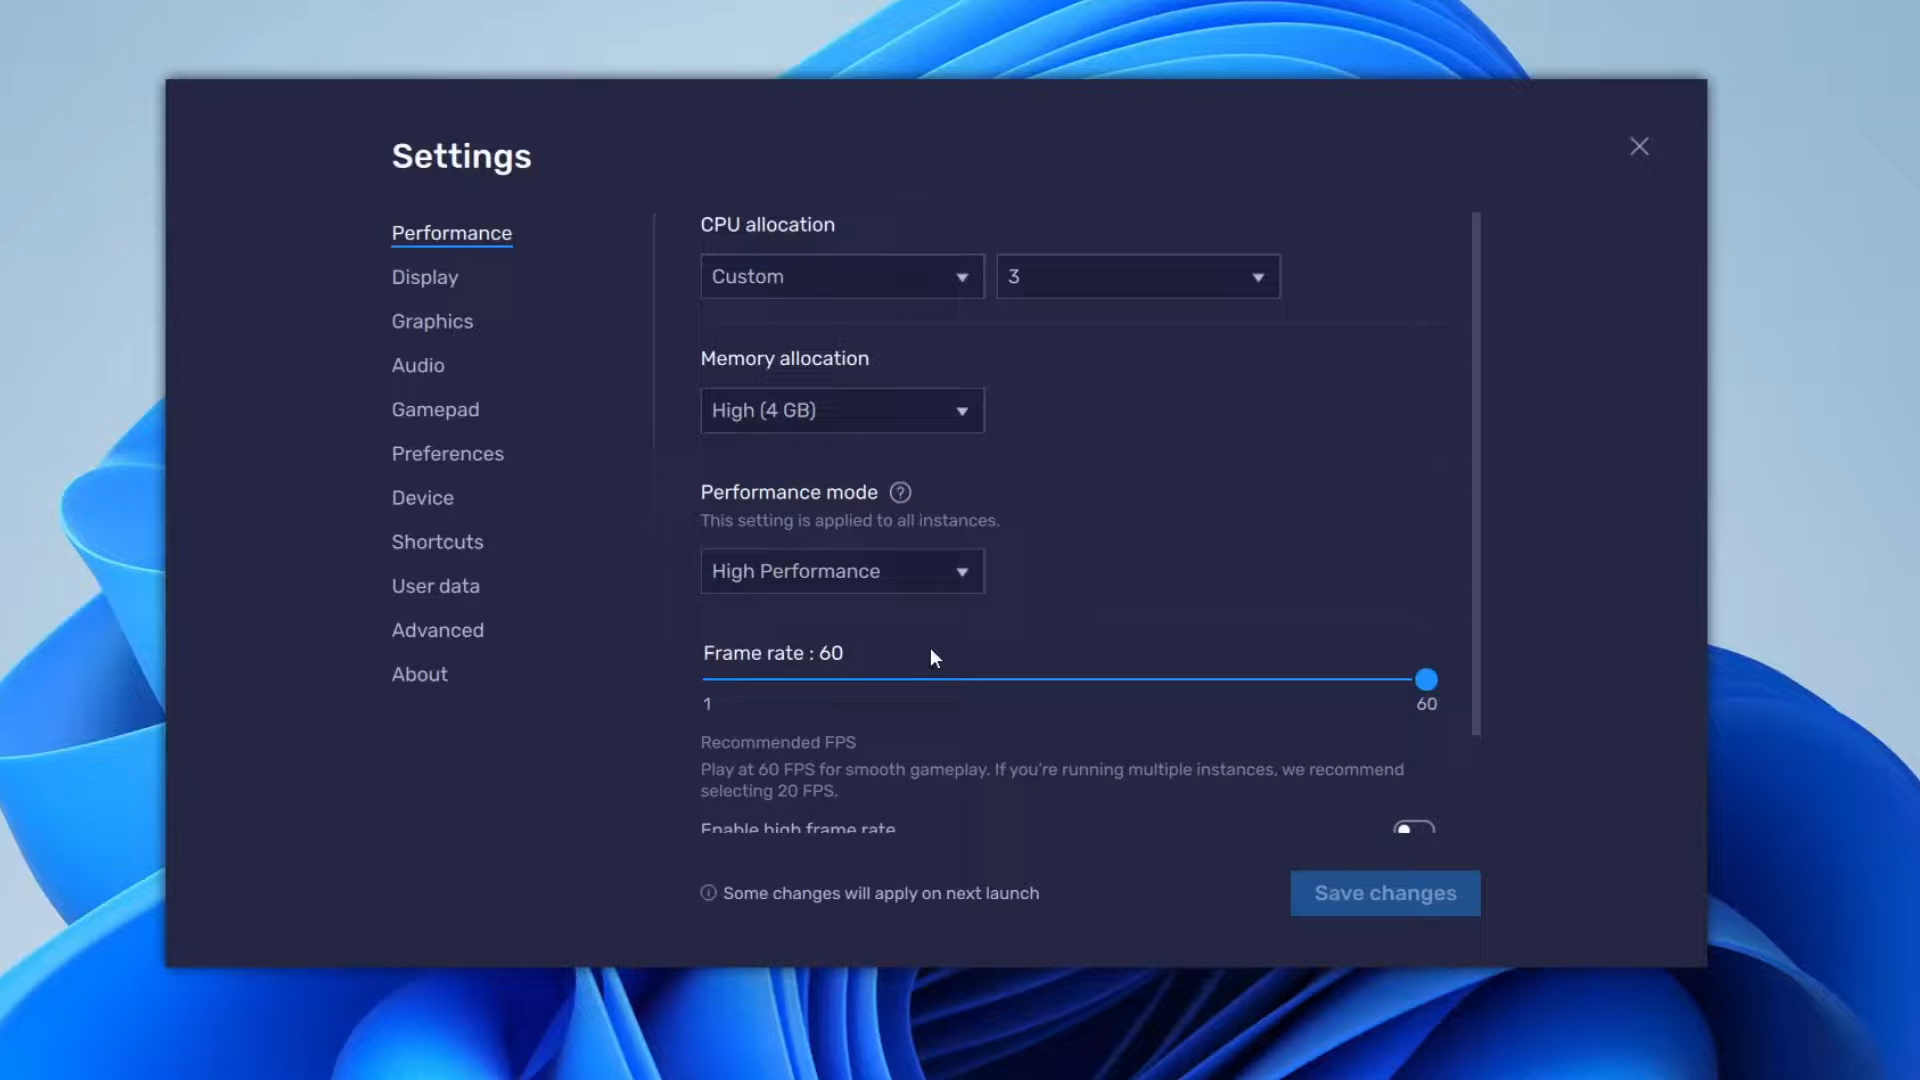 Settings
Performance
Display
Graphics
Audio
Gamepad
Preferences
Device
Shortcuts
User data
Advanced
About
CPU allocation
Custom
3
Memory allocation
High (4 GB)
Performance mode ?
This setting is applied to all instances.
High Performance
Frame rate : 60
1
60
Recommended FPS
Play at 60 FPS for smooth gameplay. If you're running multiple instances, we recommend
selecting 20 FPS.
Enable high frame rate
Some changes will apply on next launch
Save changes